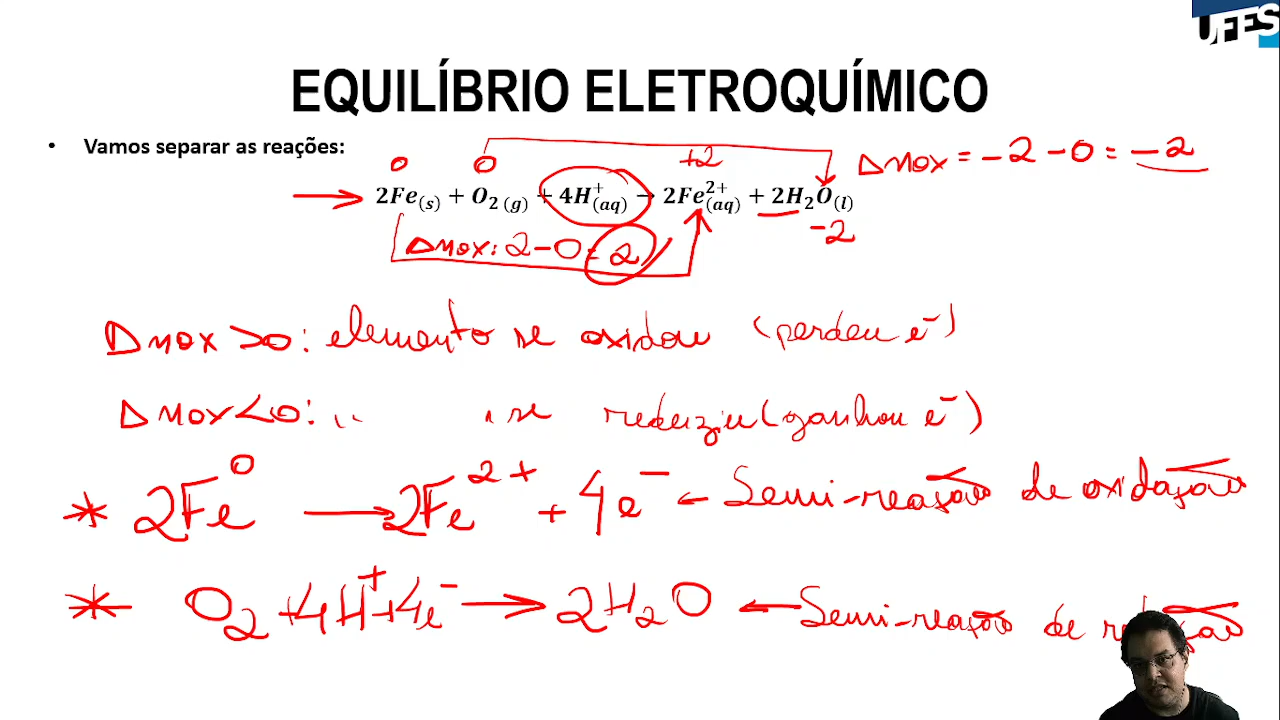 UFES
EQUILÍBRIO ELETROQUÍMICO
• Vamos separar as reações:
0 0 +2 Δnox = -2 - 0 = -2
2Fe(s) + O2 (g) + 4H+(aq) → 2Fe2+(aq) + 2H2O(l)
Δnox: 2 - 0 = 2 -2
Δnox > 0: elemento se oxidou (perdeu e-)
Δnox < 0: " " se reduziu (ganhou e-)
* 2Fe0 → 2Fe2+ + 4e- ← Semi-reação de oxidação
* O2 + 4H+ + 4e- → 2H2O ← Semi-reação de